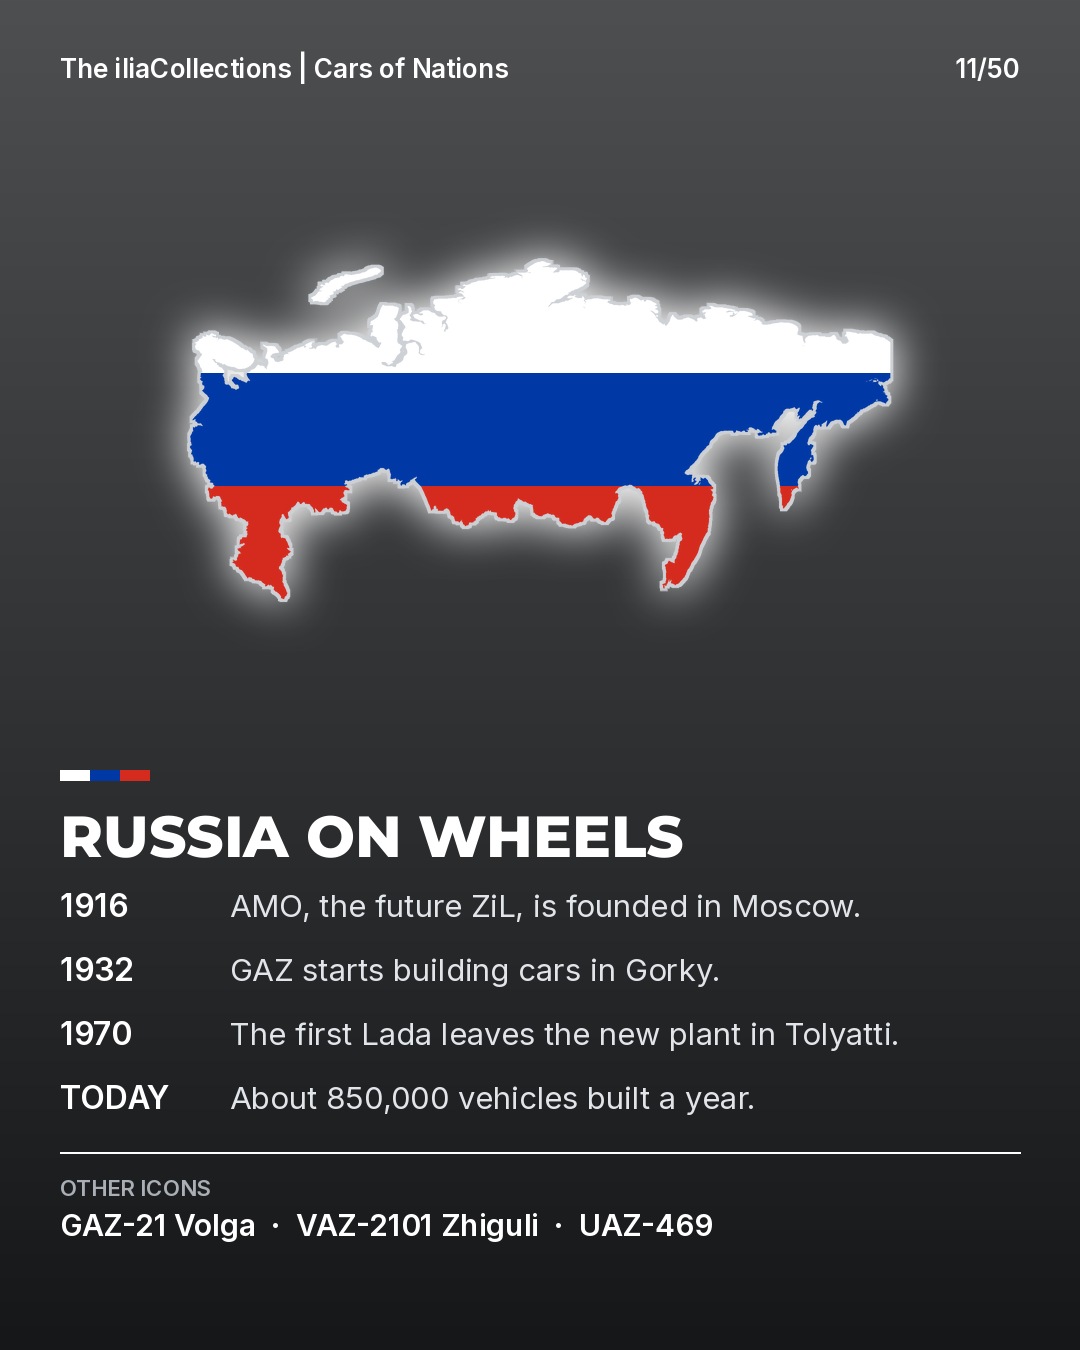 The iliaCollections | Cars of Nations
11/50
RUSSIA ON WHEELS
1916 AMO, the future ZiL, is founded in Moscow.
1932 GAZ starts building cars in Gorky.
1970 The first Lada leaves the new plant in Tolyatti.
TODAY About 850,000 vehicles built a year.
OTHER ICONS
GAZ-21 Volga · VAZ-2101 Zhiguli · UAZ-469